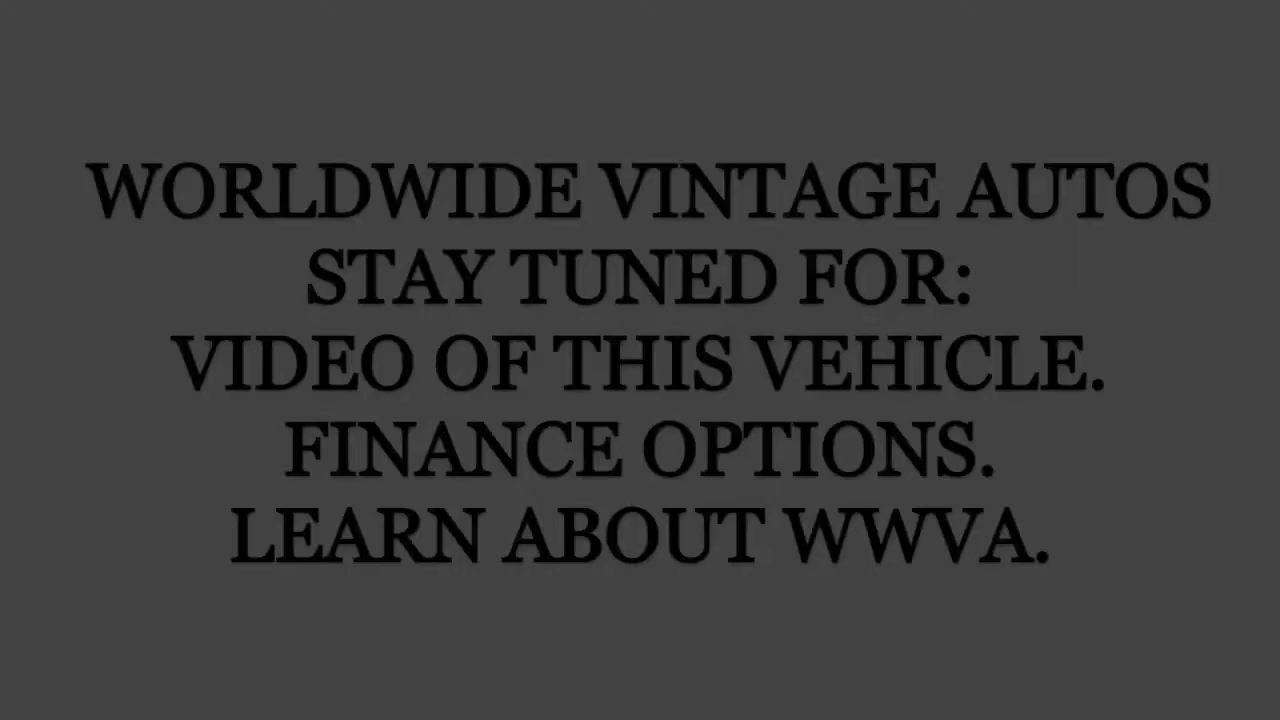 WORLDWIDE VINTAGE AUTOS
STAY TUNED FOR:
VIDEO OF THIS VEHICLE.
FINANCE OPTIONS.
LEARN ABOUT WWVA.